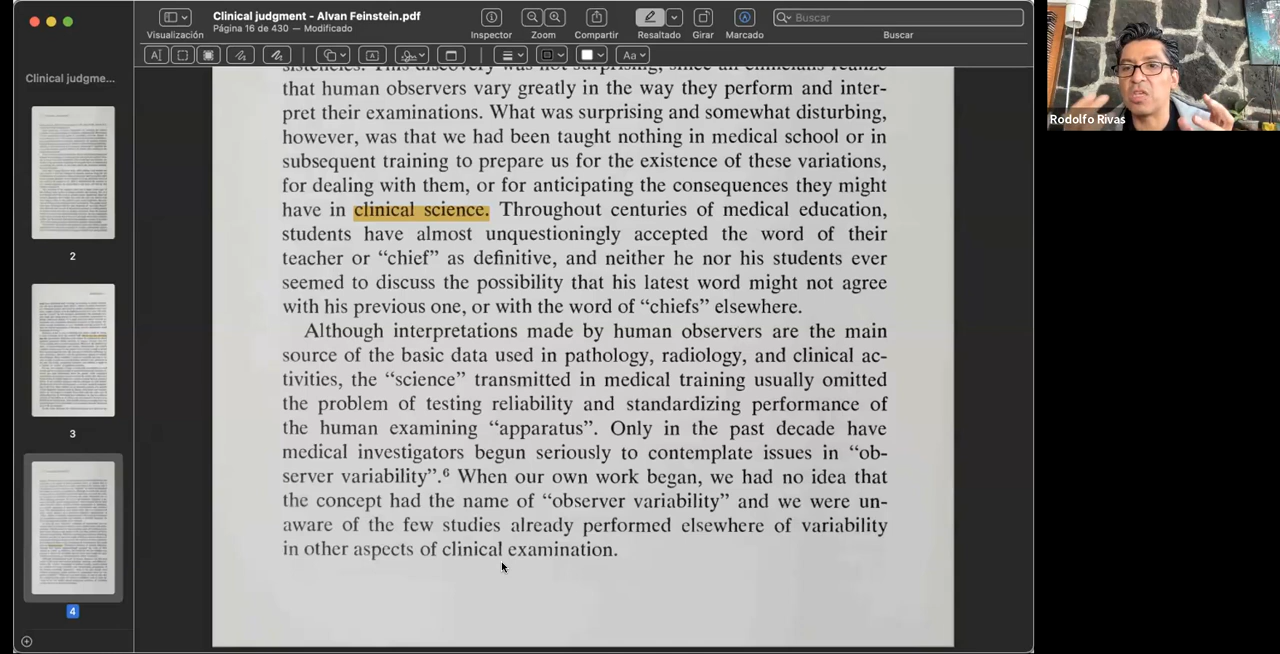 Clinical judgment - Alvan Feinstein.pdf
Página 16 de 430 — Modificado
Visualización
Inspector
Zoom
Compartir
Resaltado
Girar
Marcado
Buscar
Buscar
Aa
Clinical judgme...
2
3
4
Rodolfo Rivas
sistencies. This discovery was not surprising, since all clinicians realize
that human observers vary greatly in the way they perform and inter-
pret their examinations. What was surprising and somewhat disturbing,
however, was that we had been taught nothing in medical school or in
subsequent training to prepare us for the existence of these variations,
for dealing with them, or for anticipating the consequences they might
have in clinical science. Throughout centuries of medical education,
students have almost unquestioningly accepted the word of their
teacher or “chief” as definitive, and neither he nor his students ever
seemed to discuss the possibility that his latest word might not agree
with his previous one, or with the word of “chiefs” elsewhere.
Although interpretations made by human observers are the main
source of the basic data used in pathology, radiology, and clinical ac-
tivities, the “science” transmitted in medical training usually omitted
the problem of testing reliability and standardizing performance of
the human examining “apparatus”. Only in the past decade have
medical investigators begun seriously to contemplate issues in “ob-
server variability”.⁶ When our own work began, we had no idea that
the concept had the name of “observer variability” and we were un-
aware of the few studies already performed elsewhere of variability
in other aspects of clinical examination.